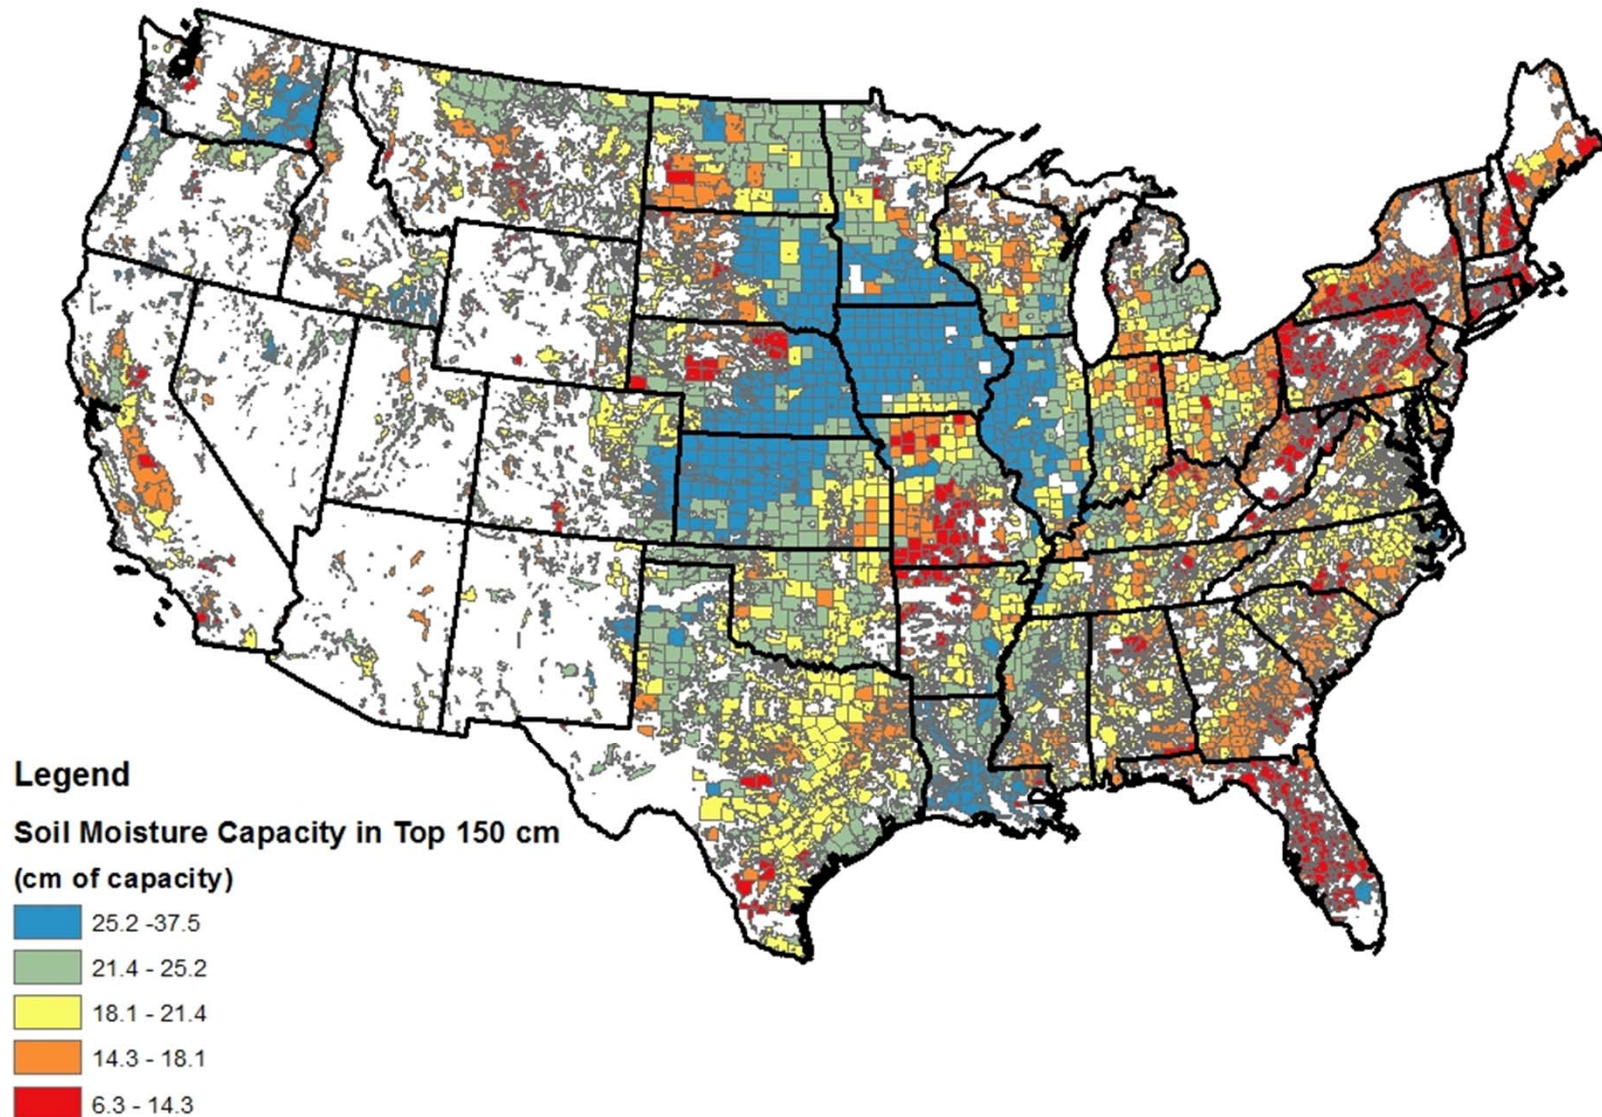 Legend
Soil Moisture Capacity in Top 150 cm
(cm of capacity)
25.2 -37.5
21.4 - 25.2
18.1 - 21.4
14.3 - 18.1
6.3 - 14.3